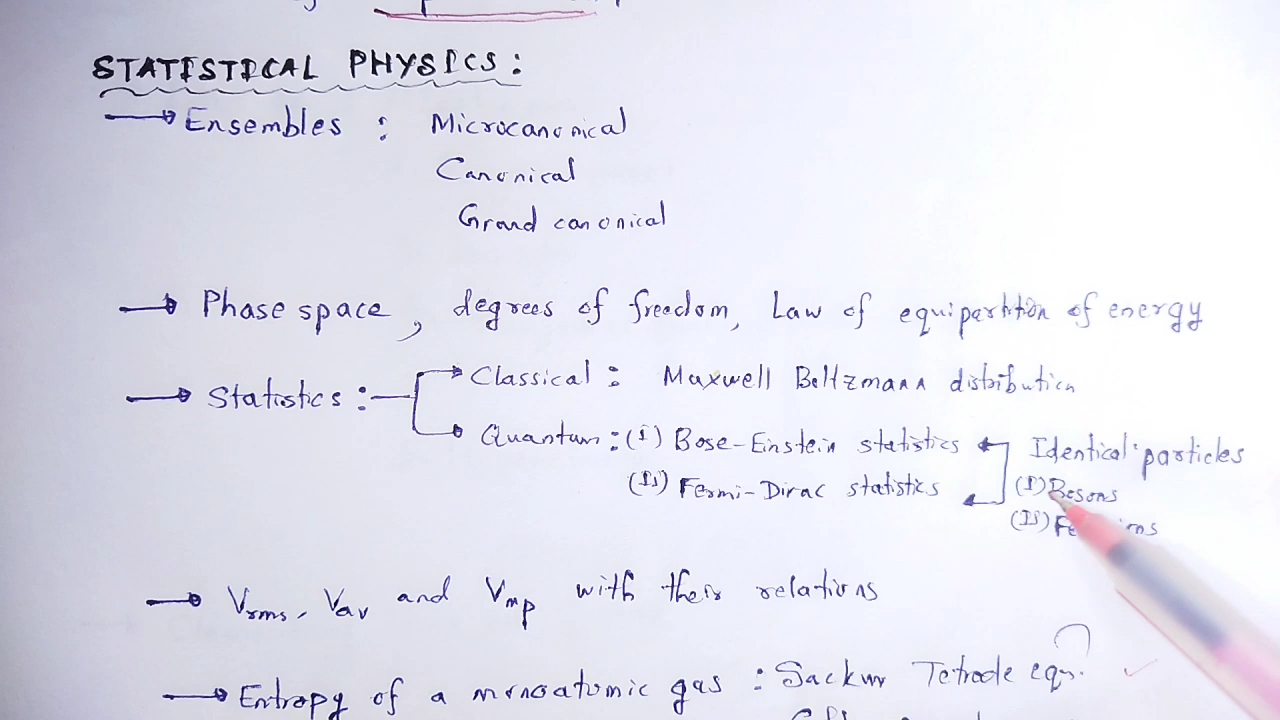 STATISTICAL PHYSICS:
Ensembles : Microcanonical
Canonical
Grand canonical
Phase space, degrees of freedom, Law of equipartition of energy
Statistics :
Classical : Maxwell Boltzmann distribution
Quantum : (I) Bose-Einstein statistics
Identical particles
(II) Fermi-Dirac statistics
(I) Bosons
(II)
Vrms, Vav and Vmp with their relations
Entropy of a monoatomic gas : Sackur Tetrode eqn.